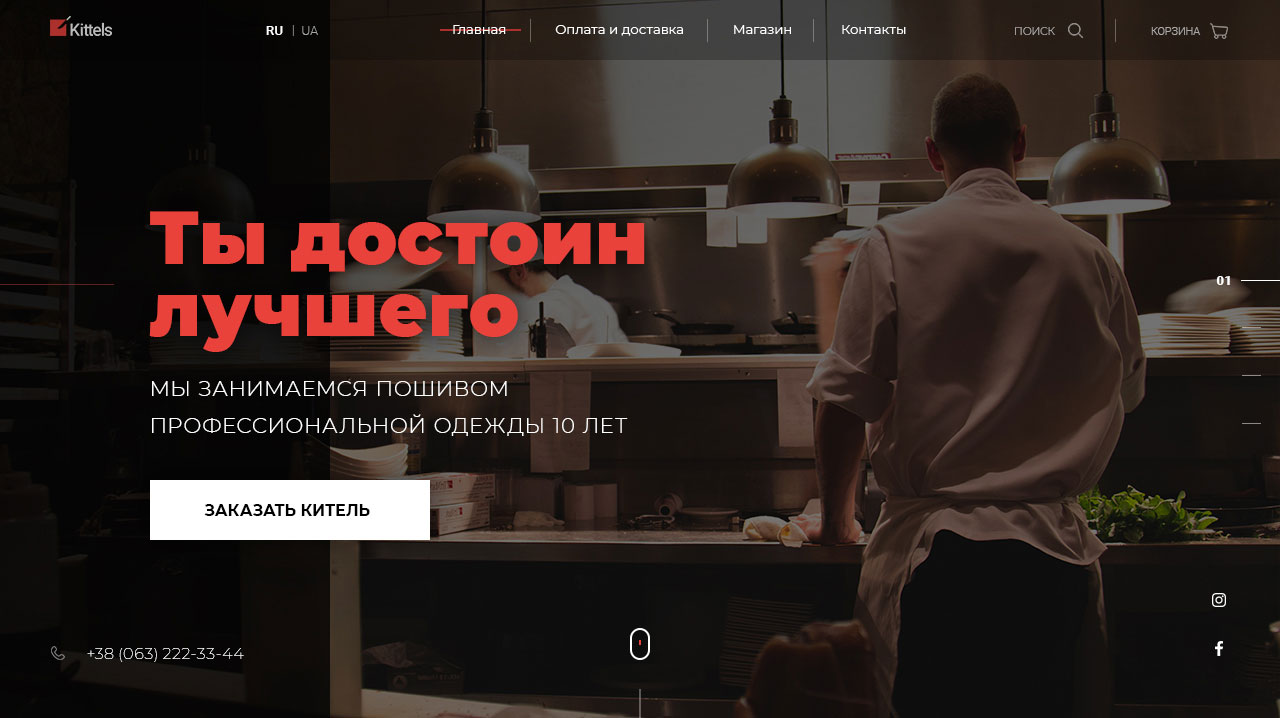 Kittels
RU | UA
Главная
Оплата и доставка
Магазин
Контакты
ПОИСК
КОРЗИНА
Ты достоин
лучшего
МЫ ЗАНИМАЕМСЯ ПОШИВОМ
ПРОФЕССИОНАЛЬНОЙ ОДЕЖДЫ 10 ЛЕТ
ЗАКАЗАТЬ КИТЕЛЬ
01
+38 (063) 222-33-44